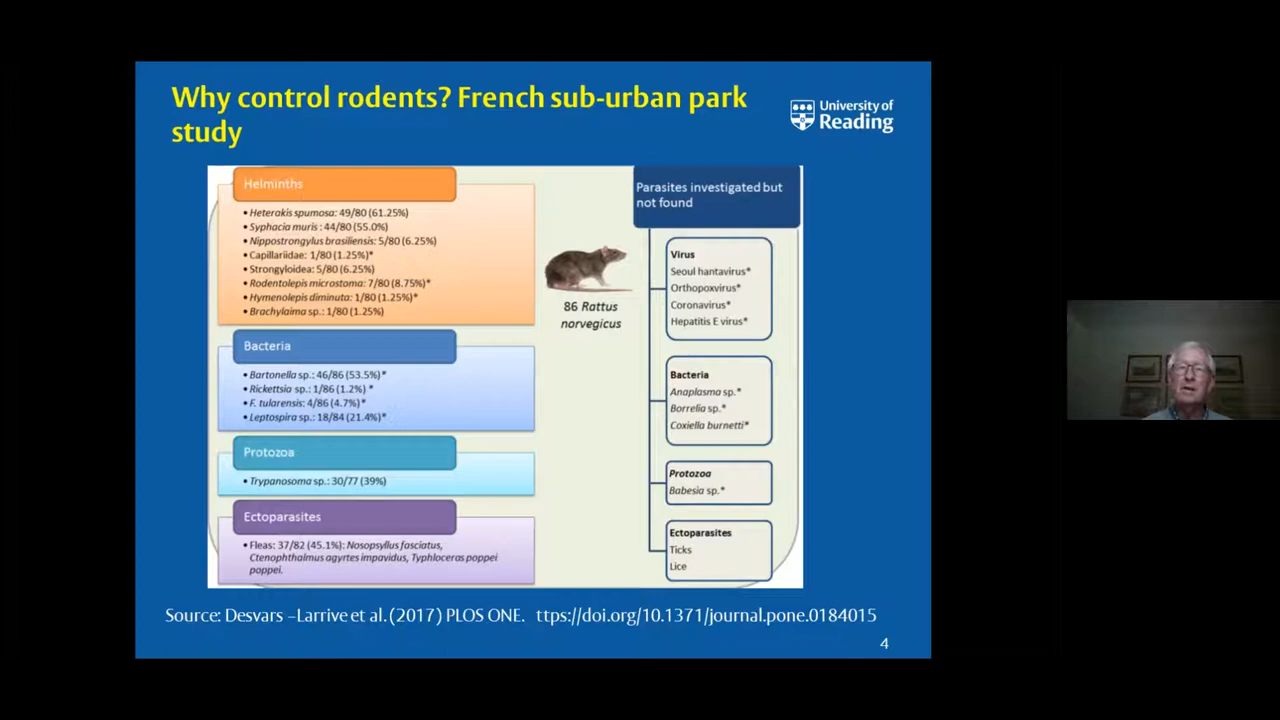 Why control rodents? French sub-urban park
study
University of
Reading
Helminths
• Heterakis spumosa: 49/80 (61.25%)
• Syphacia muris : 44/80 (55.0%)
• Nippostrongylus brasiliensis: 5/80 (6.25%)
• Capillariidae: 1/80 (1.25%)*
• Strongyloidea: 5/80 (6.25%)
• Rodentolepis microstoma: 7/80 (8.75%)*
• Hymenolepis diminuta: 1/80 (1.25%)*
• Brachylaima sp.: 1/80 (1.25%)
Bacteria
• Bartonella sp.: 46/86 (53.5%)*
• Rickettsia sp.: 1/86 (1.2%) *
• F. tularensis: 4/86 (4.7%)*
• Leptospira sp.: 18/84 (21.4%)*
Protozoa
• Trypanosoma sp.: 30/77 (39%)
Ectoparasites
• Fleas: 37/82 (45.1%): Nosopsyllus fasciatus,
Ctenophthalmus agyrtes impavidus, Typhloceras poppei
poppei.
86 Rattus
norvegicus
Parasites investigated but
not found
Virus
Seoul hantavirus*
Orthopoxvirus*
Coronavirus*
Hepatitis E virus*
Bacteria
Anaplasma sp.*
Borrelia sp.*
Coxiella burnetti*
Protozoa
Babesia sp.*
Ectoparasites
Ticks
Lice
Source: Desvars –Larrive et al. (2017) PLOS ONE. ttps://doi.org/10.1371/journal.pone.0184015
4